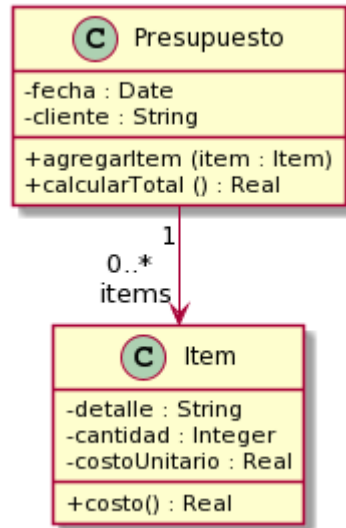 C Presupuesto
-fecha : Date
-cliente : String
+agregarItem (item : Item)
+calcularTotal () : Real
1
0..*
items
C Item
-detalle : String
-cantidad : Integer
-costoUnitario : Real
+costo() : Real